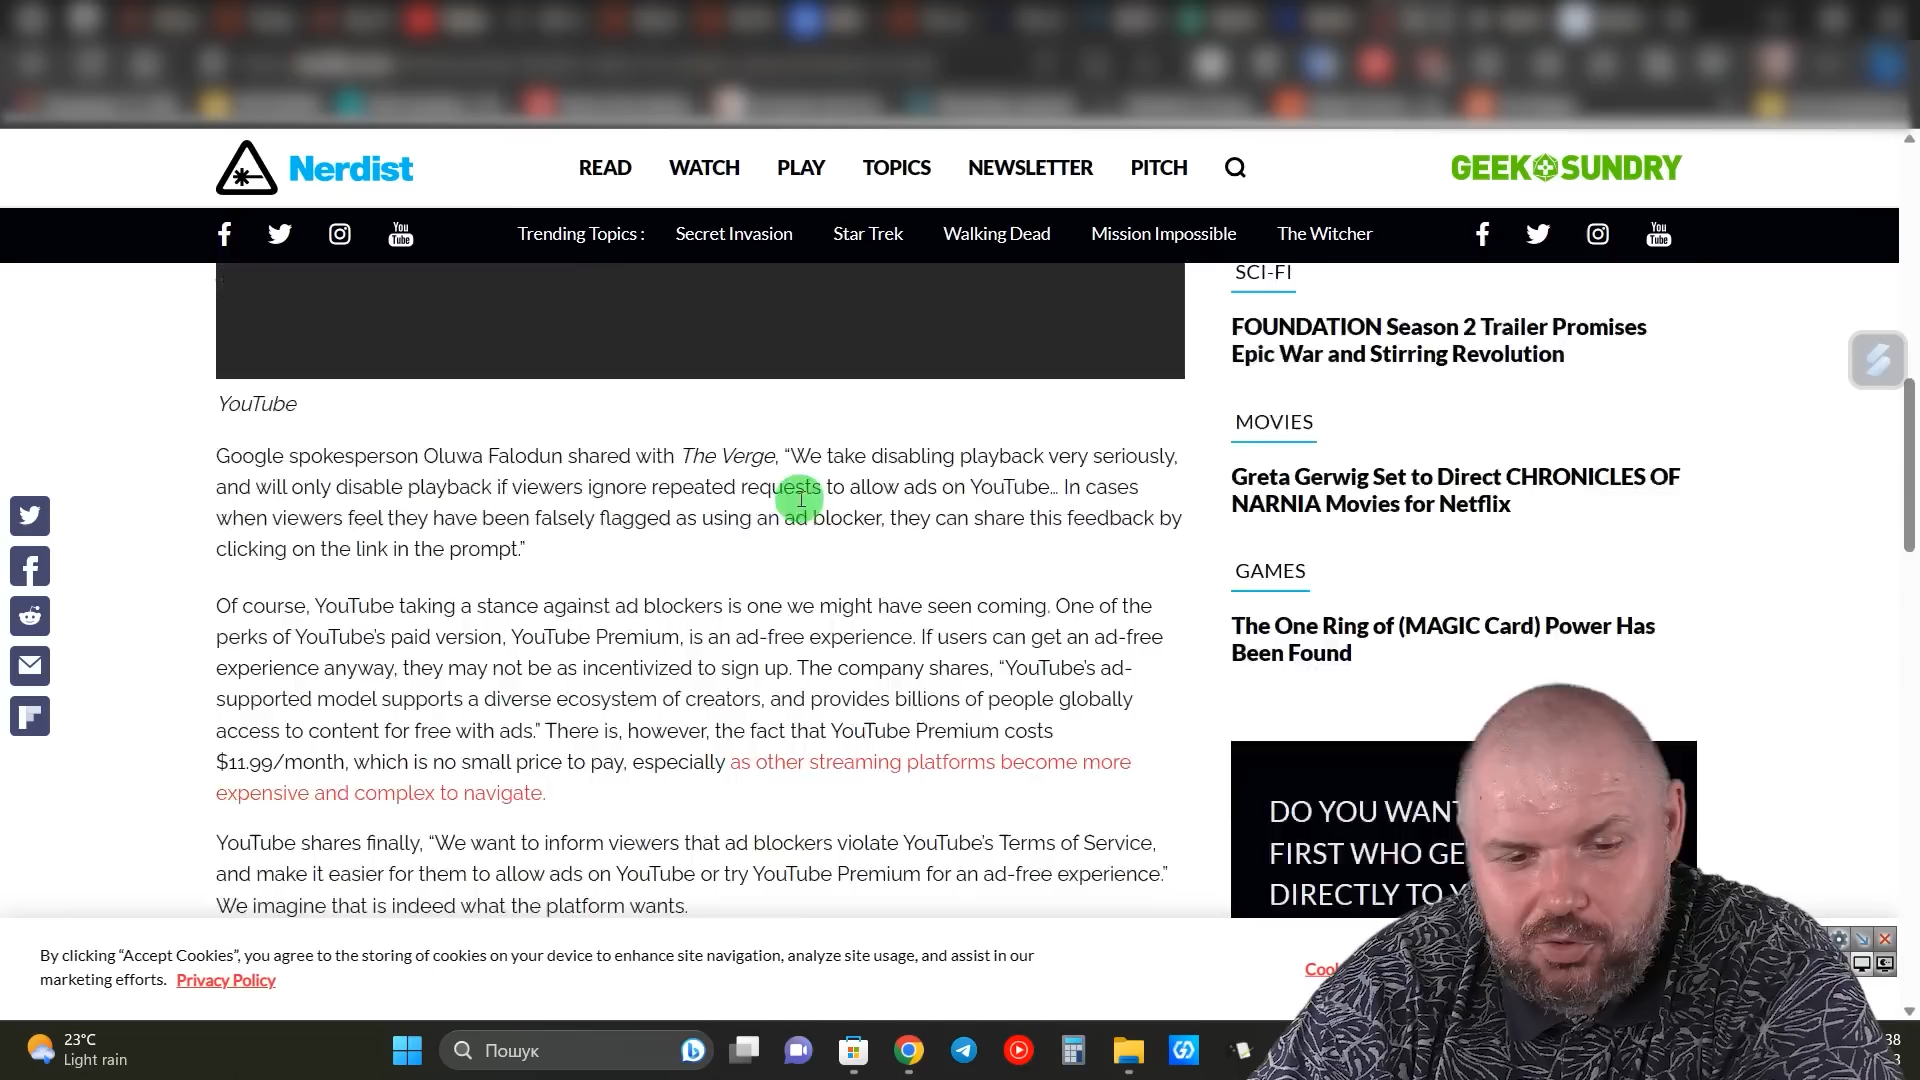 Nerdist
READ WATCH PLAY TOPICS NEWSLETTER PITCH
GEEK SUNDRY
You Tube
Trending Topics : Secret Invasion Star Trek Walking Dead Mission Impossible The Witcher
You Tube
YouTube
Google spokesperson Oluwa Falodun shared with The Verge, “We take disabling playback very seriously,
and will only disable playback if viewers ignore repeated requests to allow ads on YouTube… In cases
when viewers feel they have been falsely flagged as using an ad blocker, they can share this feedback by
clicking on the link in the prompt.”
Of course, YouTube taking a stance against ad blockers is one we might have seen coming. One of the
perks of YouTube’s paid version, YouTube Premium, is an ad-free experience. If users can get an ad-free
experience anyway, they may not be as incentivized to sign up. The company shares, “YouTube’s ad-
supported model supports a diverse ecosystem of creators, and provides billions of people globally
access to content for free with ads.” There is, however, the fact that YouTube Premium costs
$11.99/month, which is no small price to pay, especially as other streaming platforms become more
expensive and complex to navigate.
YouTube shares finally, “We want to inform viewers that ad blockers violate YouTube’s Terms of Service,
and make it easier for them to allow ads on YouTube or try YouTube Premium for an ad-free experience.”
We imagine that is indeed what the platform wants.
SCI-FI
FOUNDATION Season 2 Trailer Promises
Epic War and Stirring Revolution
MOVIES
Greta Gerwig Set to Direct CHRONICLES OF
NARNIA Movies for Netflix
GAMES
The One Ring of (MAGIC Card) Power Has
Been Found
DO YOU WAN
FIRST WHO GE
DIRECTLY TO Y
By clicking “Accept Cookies”, you agree to the storing of cookies on your device to enhance site navigation, analyze site usage, and assist in our
marketing efforts. Privacy Policy
Cool
23°C
Light rain
Пошук
38
3